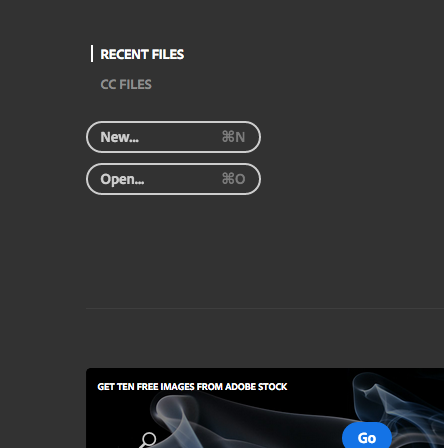 RECENT FILES
CC FILES
New... ⌘N
Open... ⌘O
GET TEN FREE IMAGES FROM ADOBE STOCK
Go